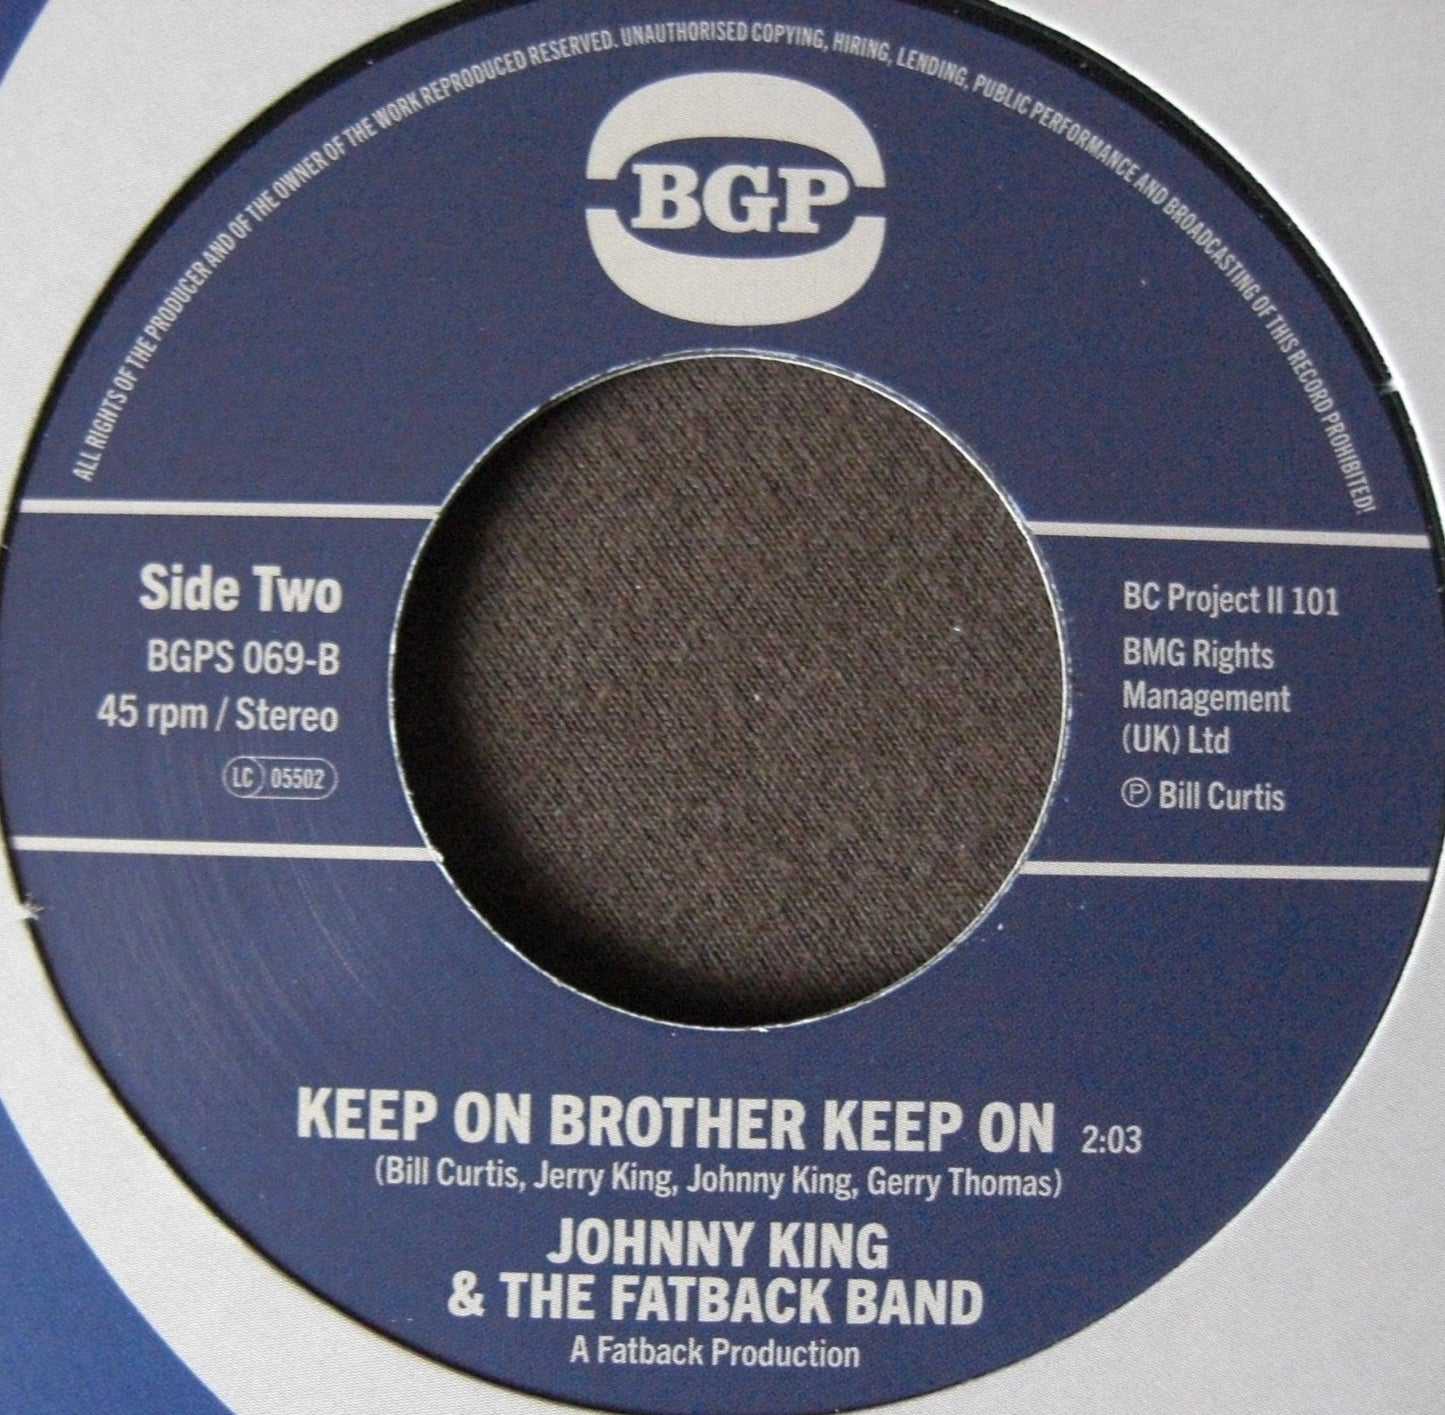 ALL RIGHTS OF THE PRODUCER AND OF THE OWNER OF THE WORK REPRODUCED RESERVED. UNAUTHORISED COPYING, HIRING, LENDING, PUBLIC PERFORMANCE AND BROADCASTING OF THIS RECORD PROHIBITED!
BGP
Side Two
BGPS 069-B
45 rpm / Stereo
LC 05502
BC Project II 101
BMG Rights
Management
(UK) Ltd
℗ Bill Curtis
KEEP ON BROTHER KEEP ON 2:03
(Bill Curtis, Jerry King, Johnny King, Gerry Thomas)
JOHNNY KING
& THE FATBACK BAND
A Fatback Production